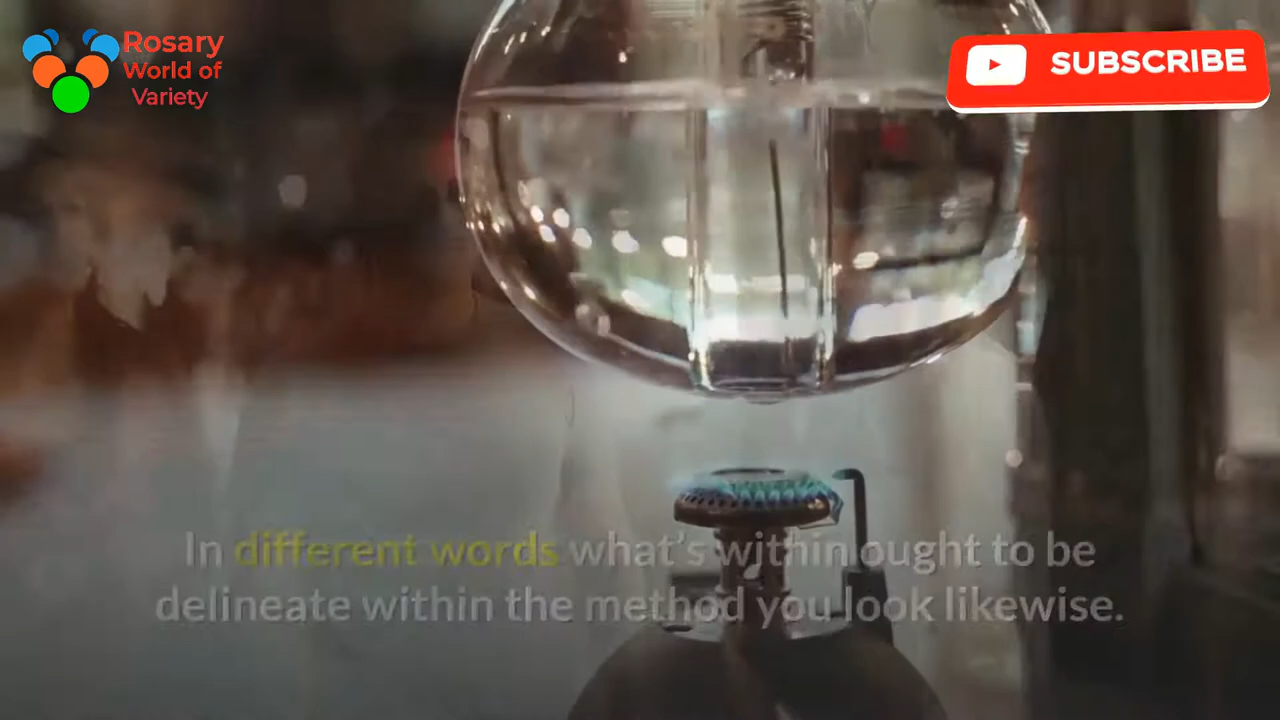 Rosary
World of
Variety
SUBSCRIBE
In different words what's within ought to be
delineate within the method you look likewise.